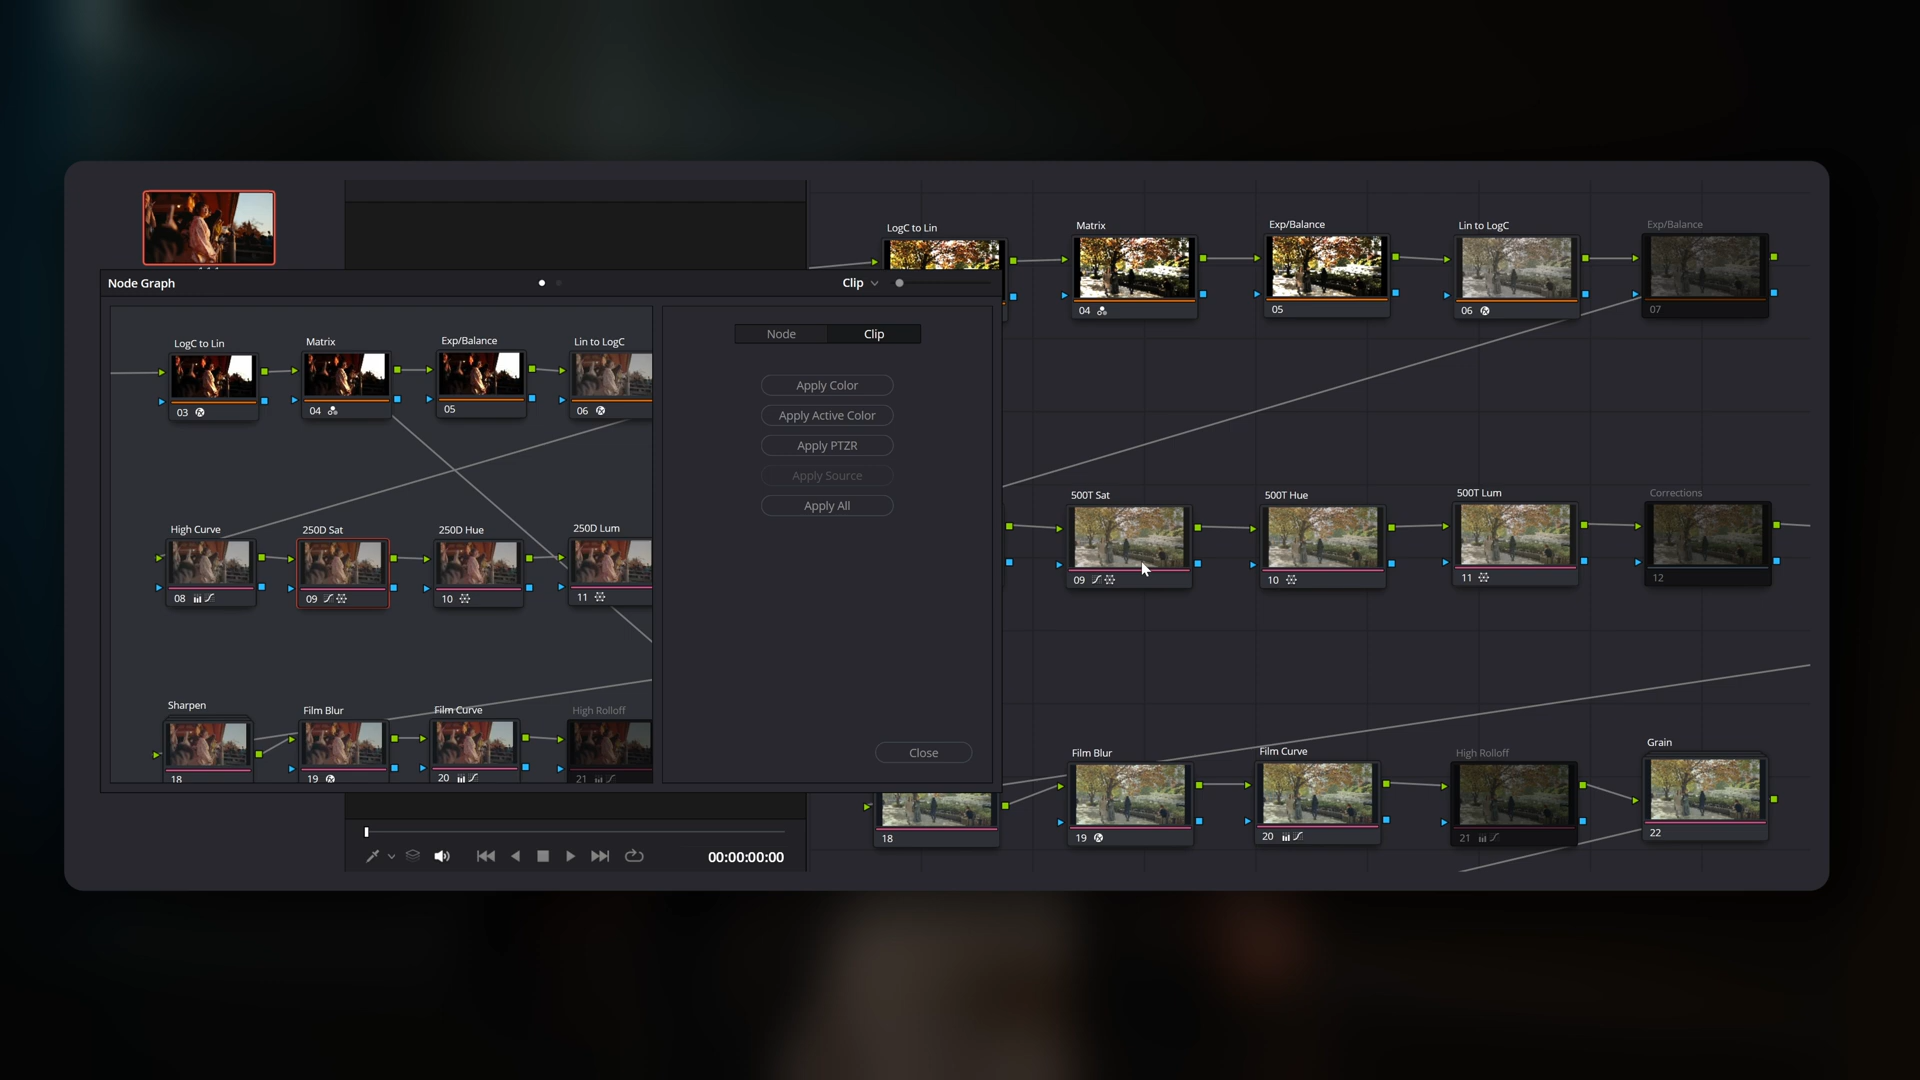 LogC to Lin
Matrix
Exp/Balance
Lin to LogC
Exp/Balance
04
05
06
07
Node Graph
Clip
LogC to Lin
Matrix
Exp/Balance
Lin to LogC
03
04
05
06
Node
Clip
Apply Color
Apply Active Color
Apply PTZR
Apply Source
Apply All
Close
High Curve
250D Sat
250D Hue
250D Lum
08
09
10
11
Sharpen
Film Blur
Film Curve
High Rolloff
18
19
20
21
500T Sat
500T Hue
500T Lum
Corrections
09
10
11
12
Film Blur
Film Curve
High Rolloff
Grain
18
19
20
21
22
00:00:00:00